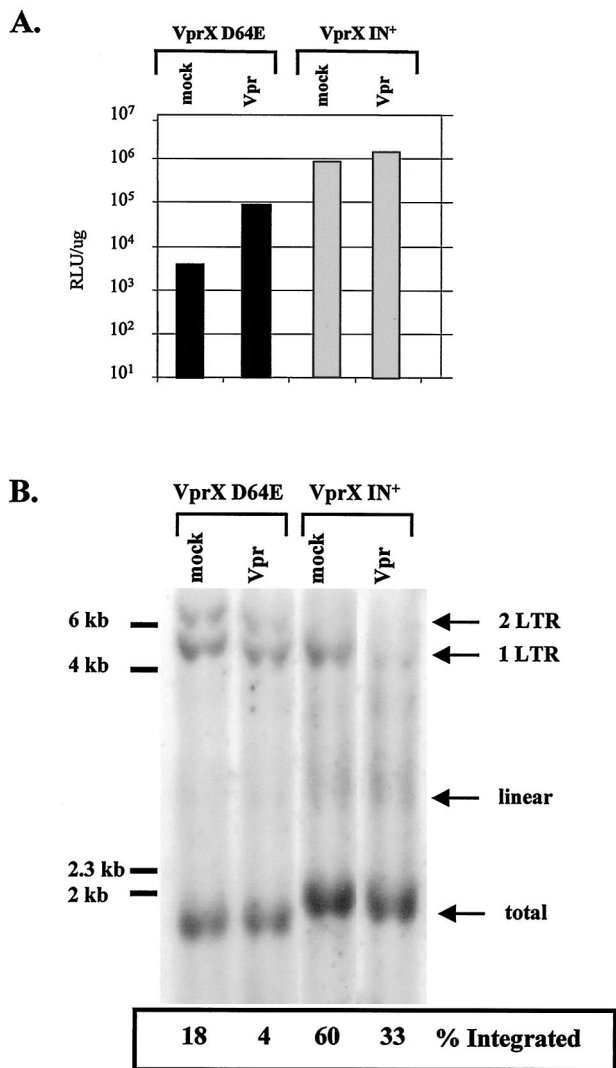 A.
VprX D64E VprX IN⁺
mock Vpr mock Vpr
10⁷
10⁶
10⁵
10⁴
10³
10²
10¹
RLU/ug
B.
VprX D64E VprX IN⁺
mock Vpr mock Vpr
6 kb
4 kb
2.3 kb
2 kb
2 LTR
1 LTR
linear
total
18 4 60 33 % Integrated